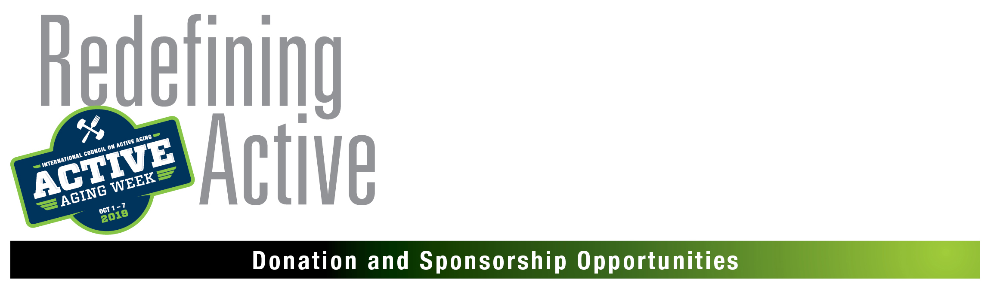 Redefining
Active
INTERNATIONAL COUNCIL ON ACTIVE AGING
ACTIVE
AGING WEEK
OCT 1 – 7
2019
Donation and Sponsorship Opportunities